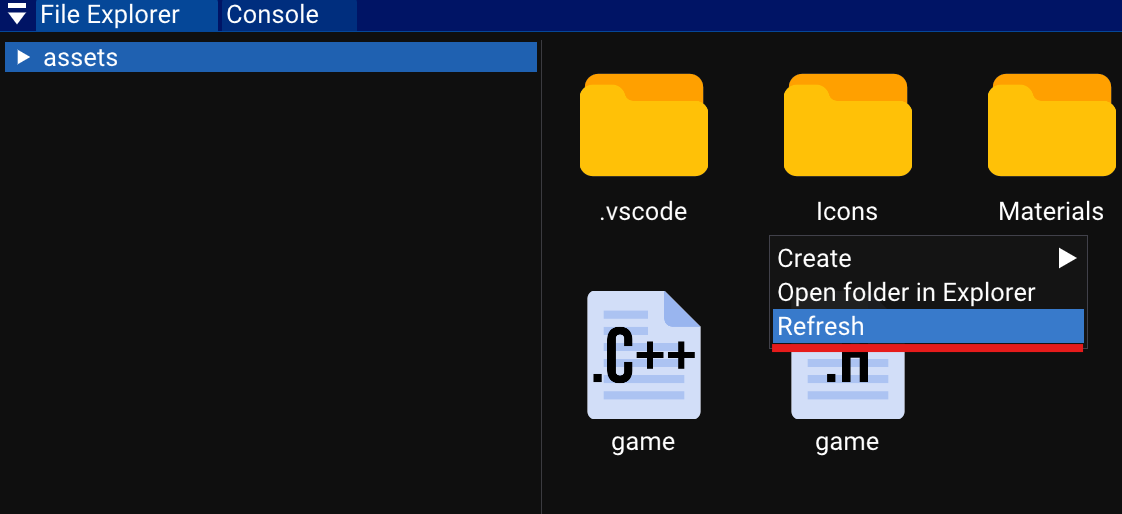 File Explorer
Console
assets
.vscode
Icons
Materials
Create
Open folder in Explorer
Refresh
.C++
game
game